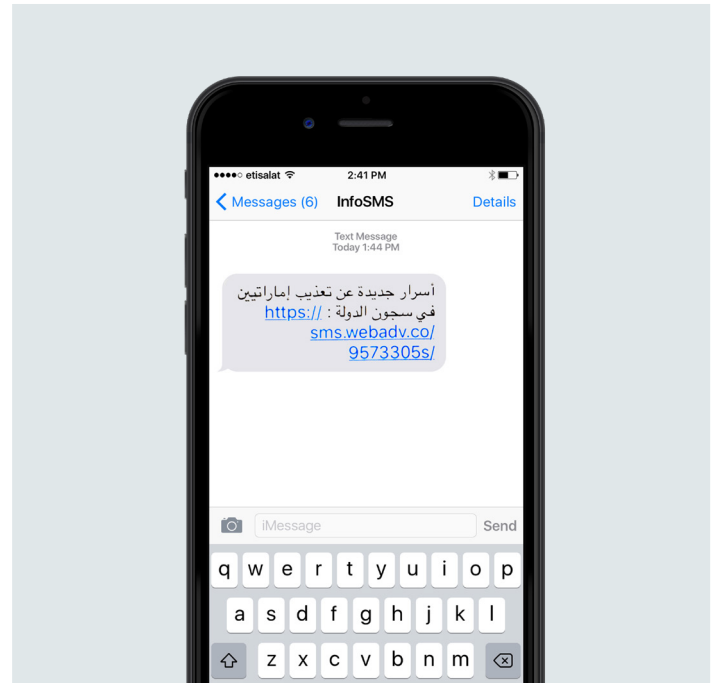 etisalat 2:41 PM
Messages (6) InfoSMS Details
Text Message
Today 1:44 PM
أسرار جديدة عن تعذيب إماراتيين
في سجون الدولة : https://
sms.webadv.co/
9573305s/
iMessage Send
q w e r t y u i o p
a s d f g h j k l
z x c v b n m